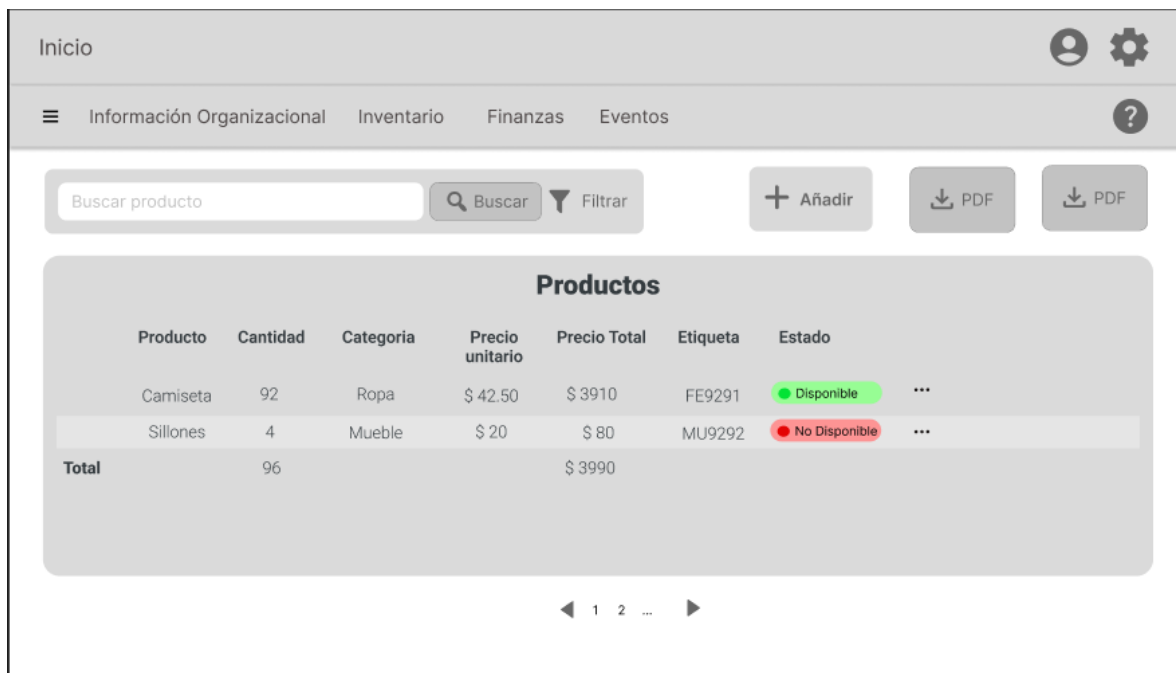 Inicio
Información Organizacional Inventario Finanzas Eventos ?
Buscar producto Buscar Filtrar Añadir PDF PDF
Productos
Producto Cantidad Categoria Precio unitario Precio Total Etiqueta Estado
Camiseta 92 Ropa $ 42.50 $ 3910 FE9291 Disponible ...
Sillones 4 Mueble $ 20 $ 80 MU9292 No Disponible ...
Total 96 $ 3990
1 2 ...